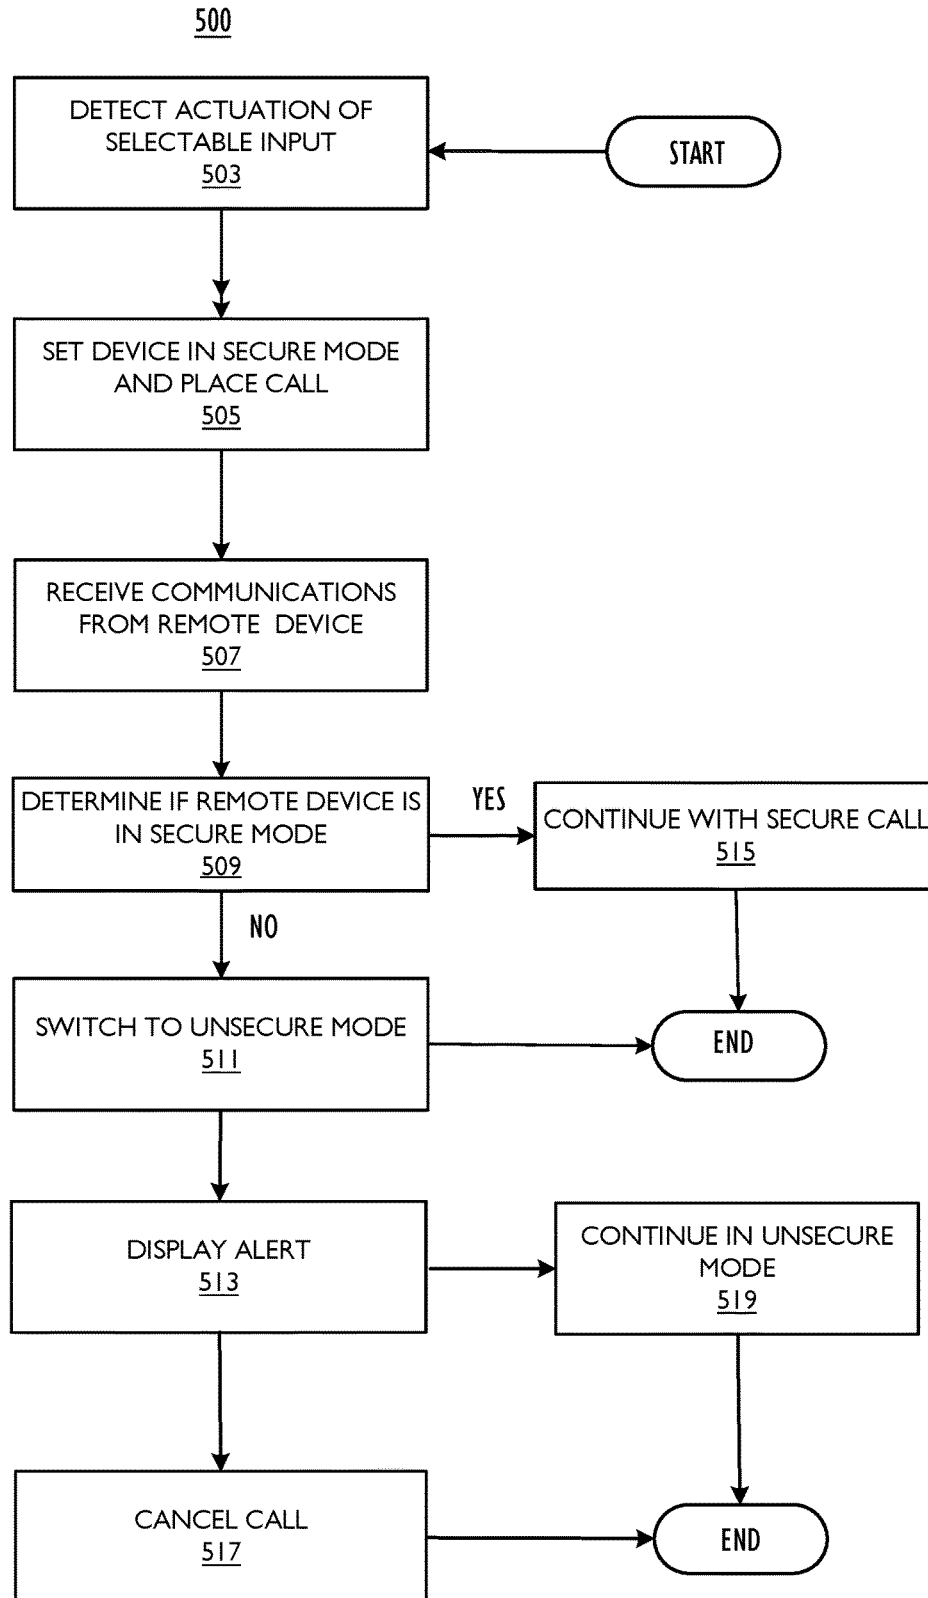 500
DETECT ACTUATION OF
SELECTABLE INPUT
503
START
SET DEVICE IN SECURE MODE
AND PLACE CALL
505
RECEIVE COMMUNICATIONS
FROM REMOTE DEVICE
507
DETERMINE IF REMOTE DEVICE IS
IN SECURE MODE
509
YES
CONTINUE WITH SECURE CALL
515
NO
SWITCH TO UNSECURE MODE
511
END
DISPLAY ALERT
513
CONTINUE IN UNSECURE
MODE
519
CANCEL CALL
517
END